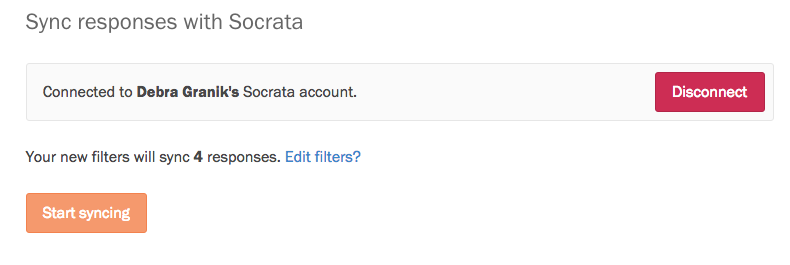 Sync responses with Socrata
Connected to Debra Granik's Socrata account.
Disconnect
Your new filters will sync 4 responses. Edit filters?
Start syncing